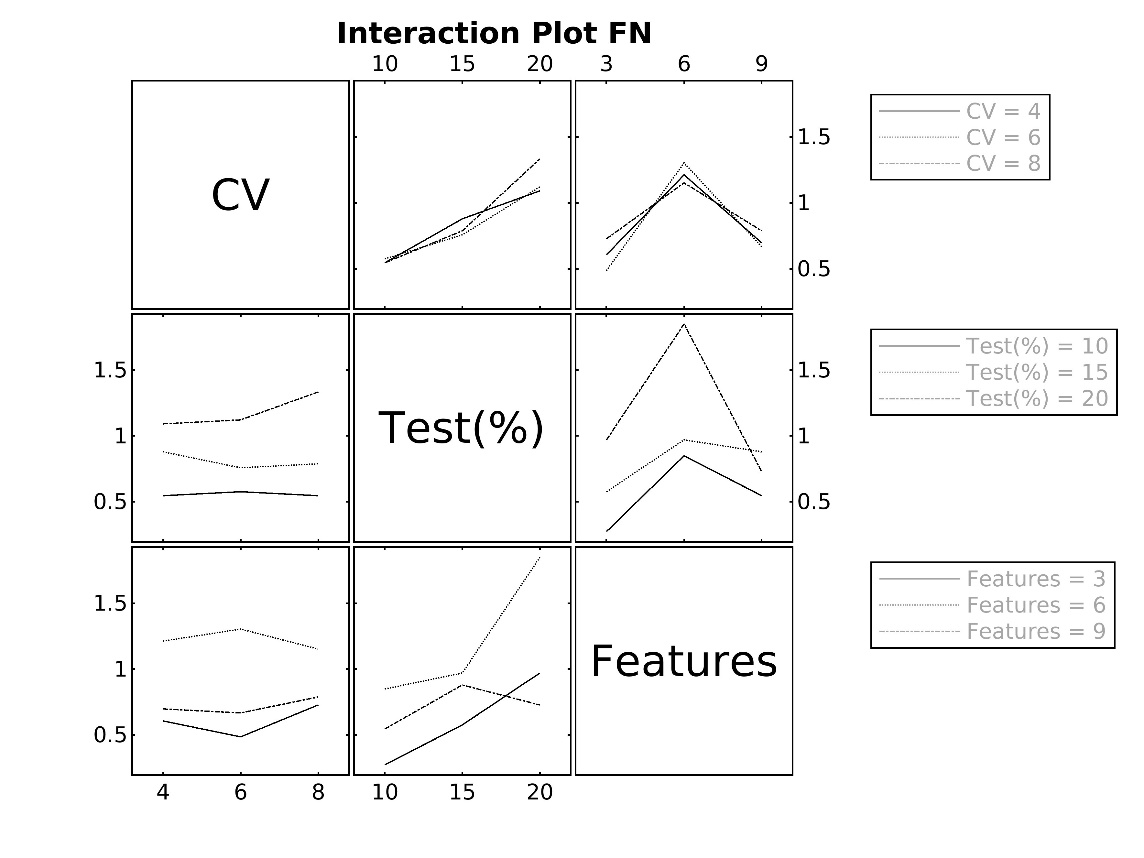 Interaction Plot FN
10 15 20 3 6 9
CV
1.5
1
0.5
CV = 4
CV = 6
CV = 8
1.5
1
0.5
Test(%)
1.5
1
0.5
Test(%) = 10
Test(%) = 15
Test(%) = 20
1.5
1
0.5
Features
Features = 3
Features = 6
Features = 9
4 6 8 10 15 20